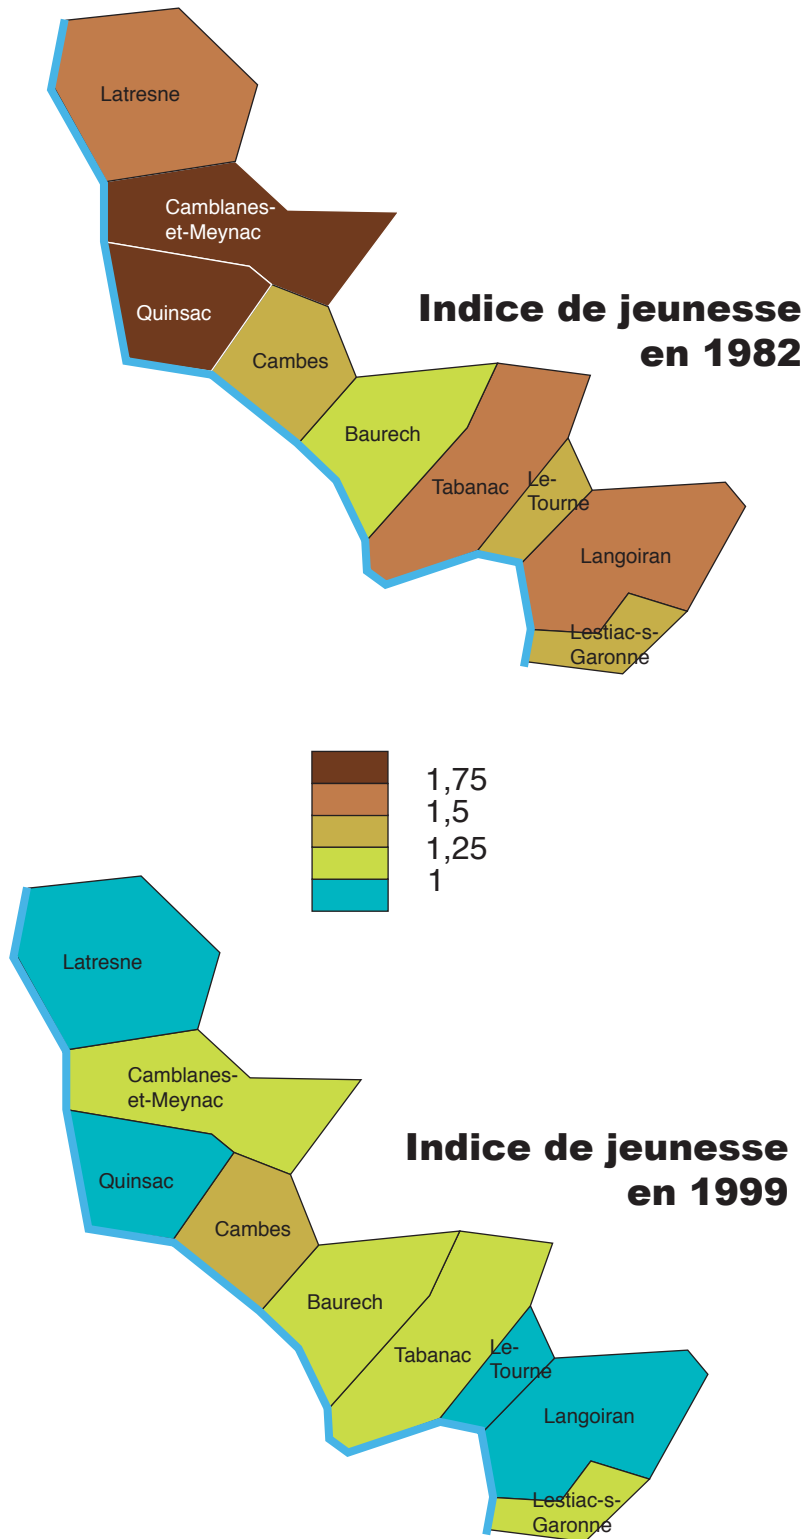 Latresne
Camblanes-
et-Meynac
Quinsac
Indice de jeunesse
en 1982
Cambes
Baurech
Tabanac
Le-
Tourne
Langoiran
Lestiac-s-
Garonne
1,75
1,5
1,25
1
Latresne
Camblanes-
et-Meynac
Indice de jeunesse
en 1999
Quinsac
Cambes
Baurech
Tabanac
Le-
Tourne
Langoiran
Lestiac-s-
Garonne